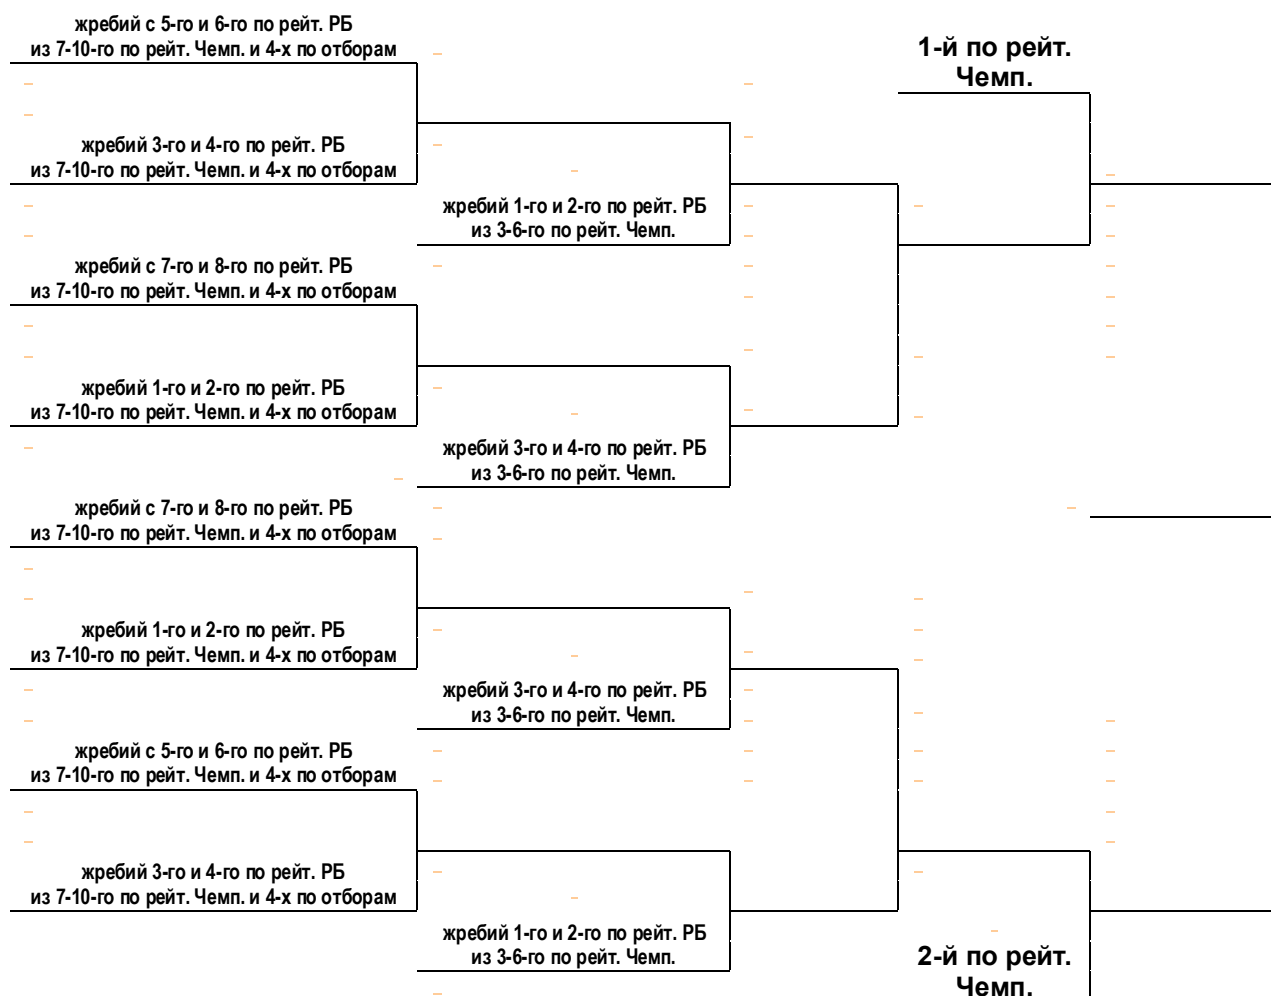 жребий с 5-го и 6-го по рейт. РБ
из 7-10-го по рейт. Чемп. и 4-х по отборам
1-й по рейт.
Чемп.
жребий 3-го и 4-го по рейт. РБ
из 7-10-го по рейт. Чемп. и 4-х по отборам
жребий 1-го и 2-го по рейт. РБ
из 3-6-го по рейт. Чемп.
жребий с 7-го и 8-го по рейт. РБ
из 7-10-го по рейт. Чемп. и 4-х по отборам
жребий 1-го и 2-го по рейт. РБ
из 7-10-го по рейт. Чемп. и 4-х по отборам
жребий 3-го и 4-го по рейт. РБ
из 3-6-го по рейт. Чемп.
жребий с 7-го и 8-го по рейт. РБ
из 7-10-го по рейт. Чемп. и 4-х по отборам
жребий 1-го и 2-го по рейт. РБ
из 7-10-го по рейт. Чемп. и 4-х по отборам
жребий 3-го и 4-го по рейт. РБ
из 3-6-го по рейт. Чемп.
жребий с 5-го и 6-го по рейт. РБ
из 7-10-го по рейт. Чемп. и 4-х по отборам
жребий 3-го и 4-го по рейт. РБ
из 7-10-го по рейт. Чемп. и 4-х по отборам
жребий 1-го и 2-го по рейт. РБ
из 3-6-го по рейт. Чемп.
2-й по рейт.
Чемп.